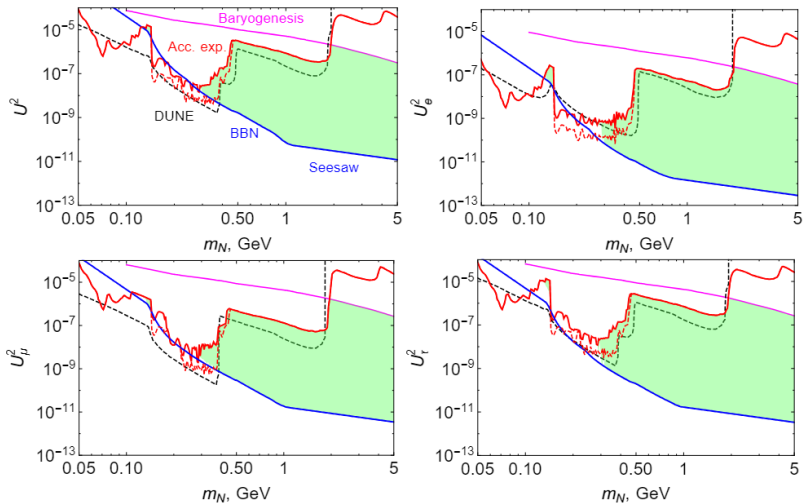 Baryogenesis
10⁻⁵
Acc. exp.
10⁻⁷
U²
10⁻⁹
DUNE
BBN
10⁻¹¹
Seesaw
10⁻¹³
0.05 0.10 0.50 1 5
m_N, GeV
10⁻⁵
10⁻⁷
U²_e
10⁻⁹
10⁻¹¹
10⁻¹³
0.05 0.10 0.50 1 5
m_N, GeV
10⁻⁵
10⁻⁷
U²_μ
10⁻⁹
10⁻¹¹
10⁻¹³
0.05 0.10 0.50 1 5
m_N, GeV
10⁻⁵
10⁻⁷
U²_τ
10⁻⁹
10⁻¹¹
10⁻¹³
0.05 0.10 0.50 1 5
m_N, GeV